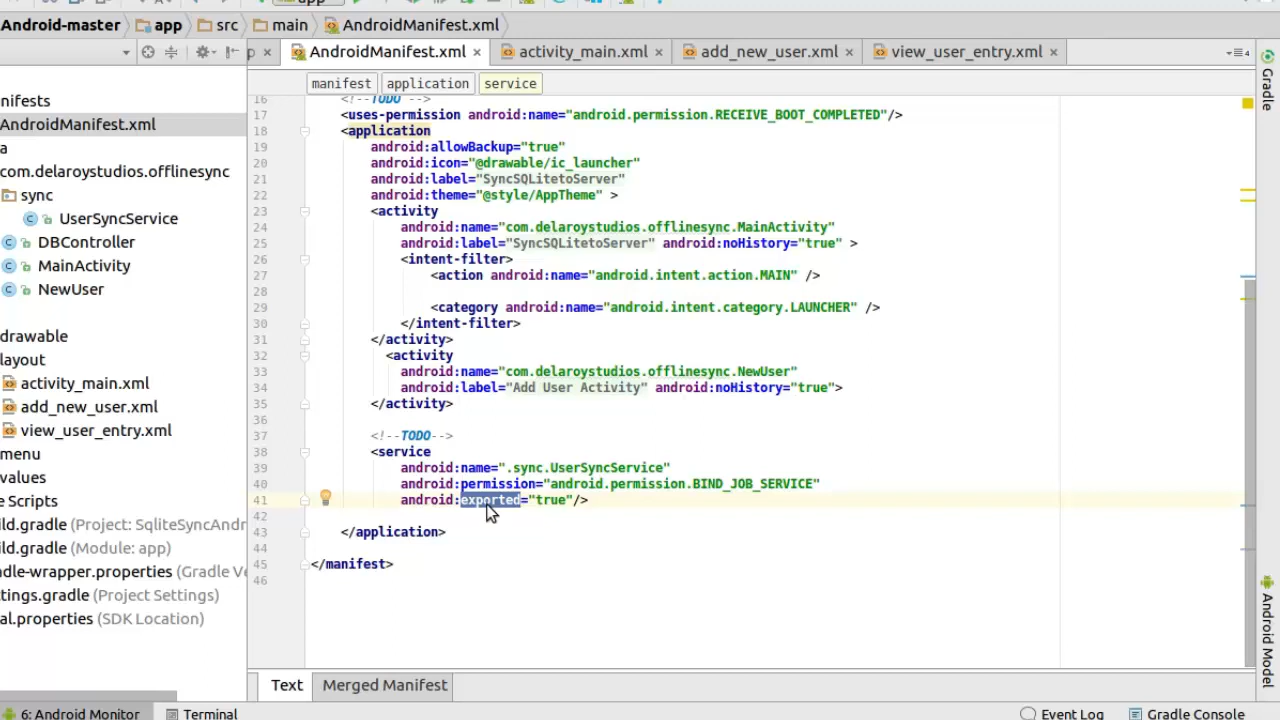 app
Android-master app src main AndroidManifest.xml
p AndroidManifest.xml activity_main.xml add_new_user.xml view_user_entry.xml 4
manifest application service
nifests
AndroidManifest.xml
a
com.delaroystudios.offlinesync
sync
UserSyncService
DBController
MainActivity
NewUser
drawable
layout
activity_main.xml
add_new_user.xml
view_user_entry.xml
menu
values
e Scripts
ild.gradle (Project: SqliteSyncAndr
ild.gradle (Module: app)
adle-wrapper.properties (Gradle Ve
tings.gradle (Project Settings)
al.properties (SDK Location)
16 <!--TODO -->
17 <uses-permission android:name="android.permission.RECEIVE_BOOT_COMPLETED"/>
18 <application
19 android:allowBackup="true"
20 android:icon="@drawable/ic_launcher"
21 android:label="SyncSQLitetoServer"
22 android:theme="@style/AppTheme" >
23 <activity
24 android:name="com.delaroystudios.offlinesync.MainActivity"
25 android:label="SyncSQLitetoServer" android:noHistory="true" >
26 <intent-filter>
27 <action android:name="android.intent.action.MAIN" />
28
29 <category android:name="android.intent.category.LAUNCHER" />
30 </intent-filter>
31 </activity>
32 <activity
33 android:name="com.delaroystudios.offlinesync.NewUser"
34 android:label="Add User Activity" android:noHistory="true">
35 </activity>
36
37 <!--TODO-->
38 <service
39 android:name=".sync.UserSyncService"
40 android:permission="android.permission.BIND_JOB_SERVICE"
41 android:exported="true"/>
42
43 </application>
44
45 </manifest>
46
Text Merged Manifest
Gradle
Android Model
6: Android Monitor Terminal Event Log Gradle Console